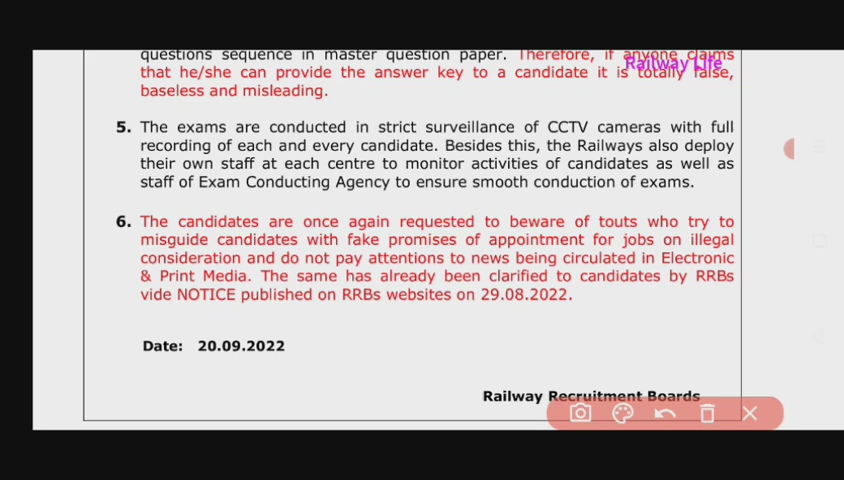 questions sequence in master question paper. Therefore, if anyone claims
Railway Life
that he/she can provide the answer key to a candidate it is totally false,
baseless and misleading.
5. The exams are conducted in strict surveillance of CCTV cameras with full
recording of each and every candidate. Besides this, the Railways also deploy
their own staff at each centre to monitor activities of candidates as well as
staff of Exam Conducting Agency to ensure smooth conduction of exams.
6. The candidates are once again requested to beware of touts who try to
misguide candidates with fake promises of appointment for jobs on illegal
consideration and do not pay attentions to news being circulated in Electronic
& Print Media. The same has already been clarified to candidates by RRBs
vide NOTICE published on RRBs websites on 29.08.2022.
Date: 20.09.2022
Railway Recruitment Boards